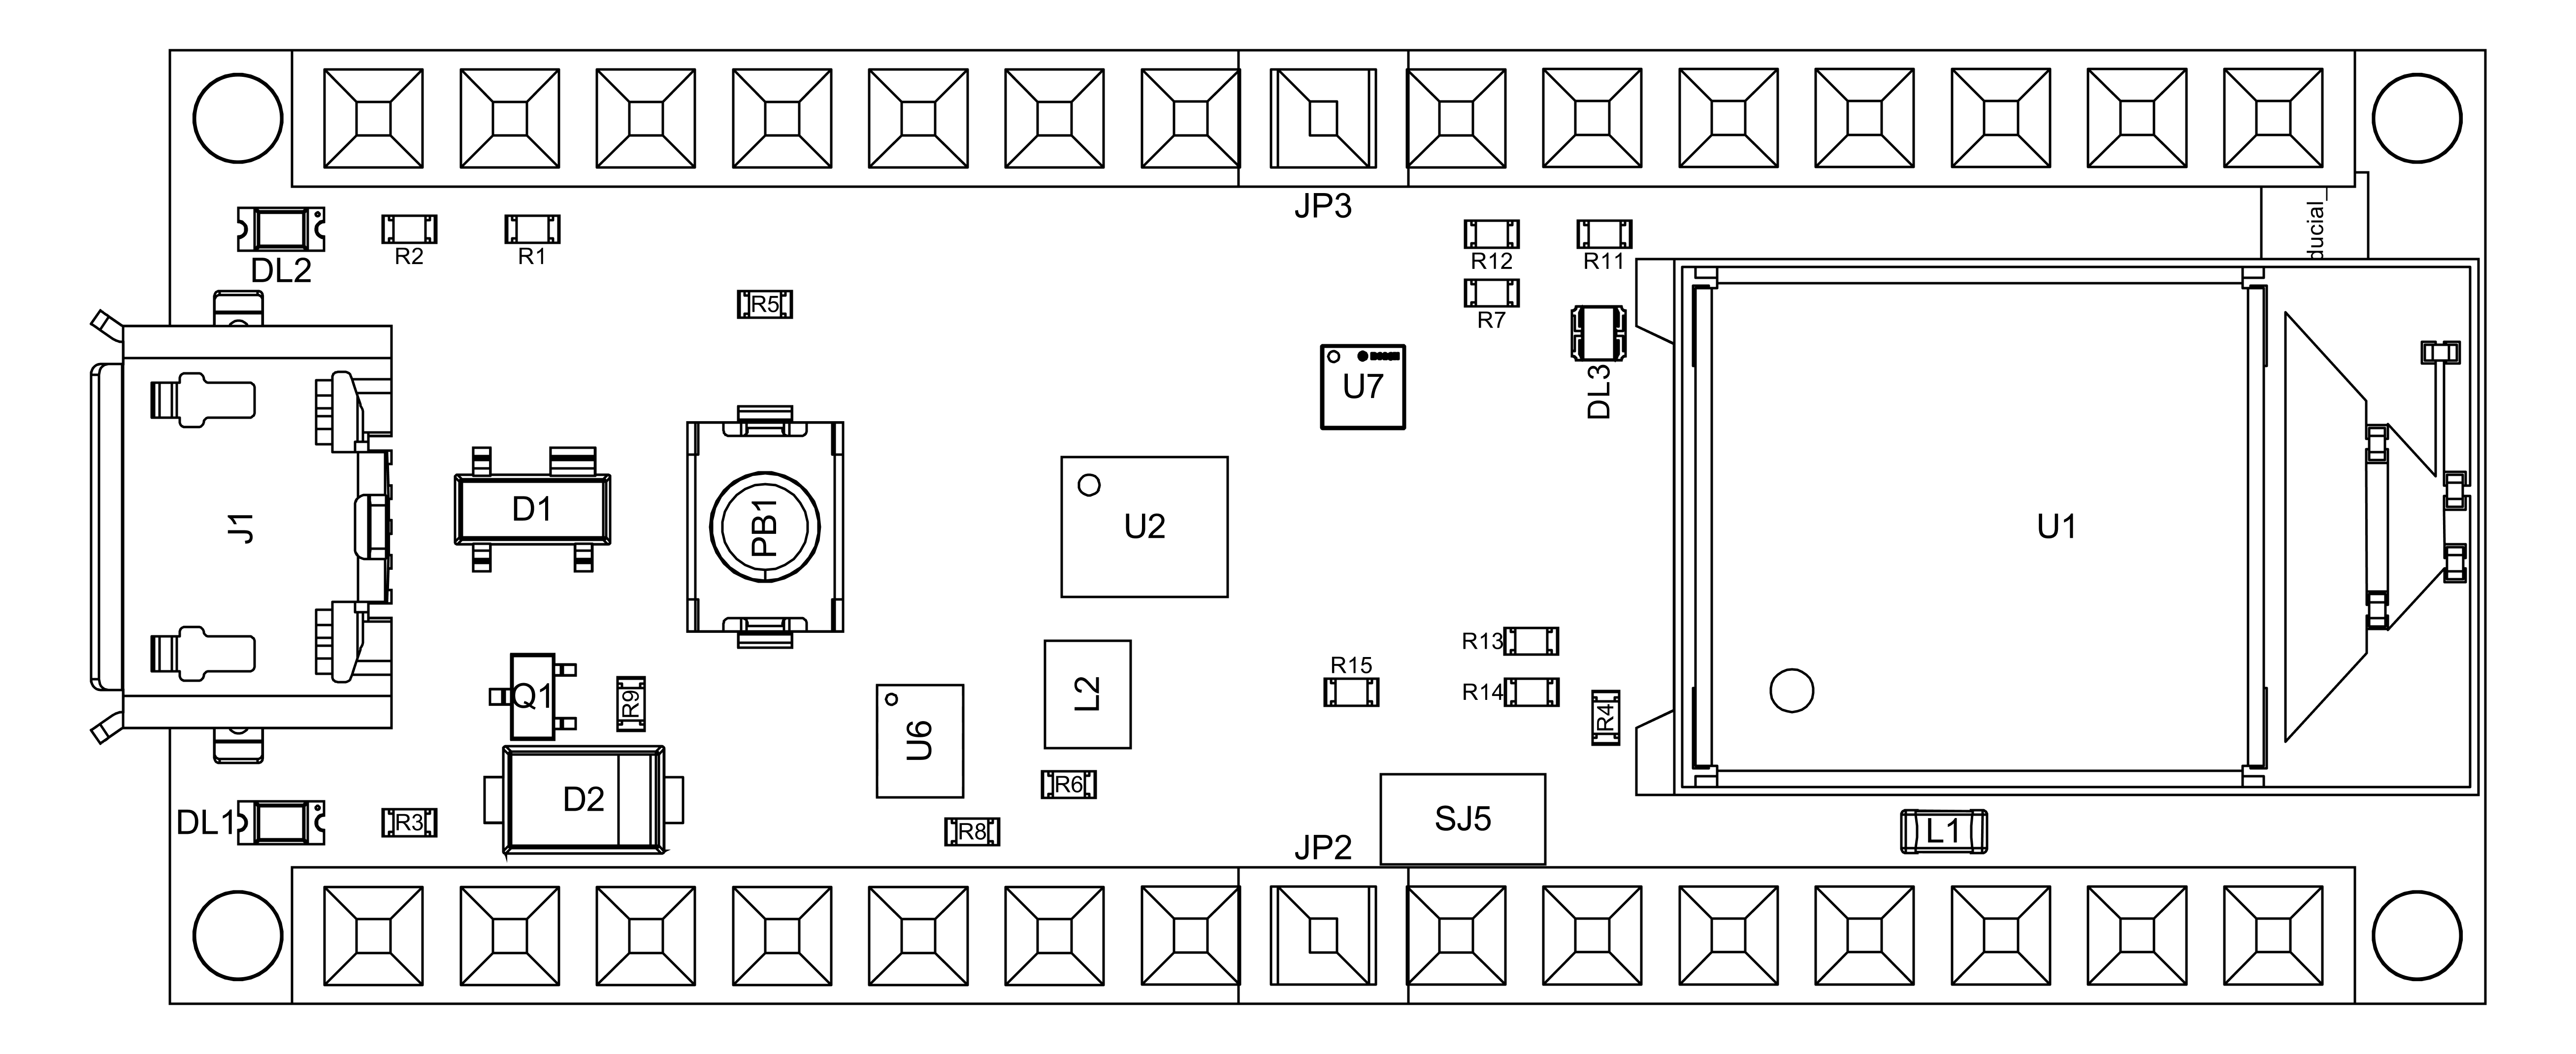 JP3
ducial_
DL2
R2
R1
R12
R11
R5
R7
BOSCH
U7
DL3
J1
D1
PB1
U2
U1
R13
R15
R14
Q1
R9
L2
R4
U6
R6
D2
SJ5
DL1
R3
R8
L1
JP2